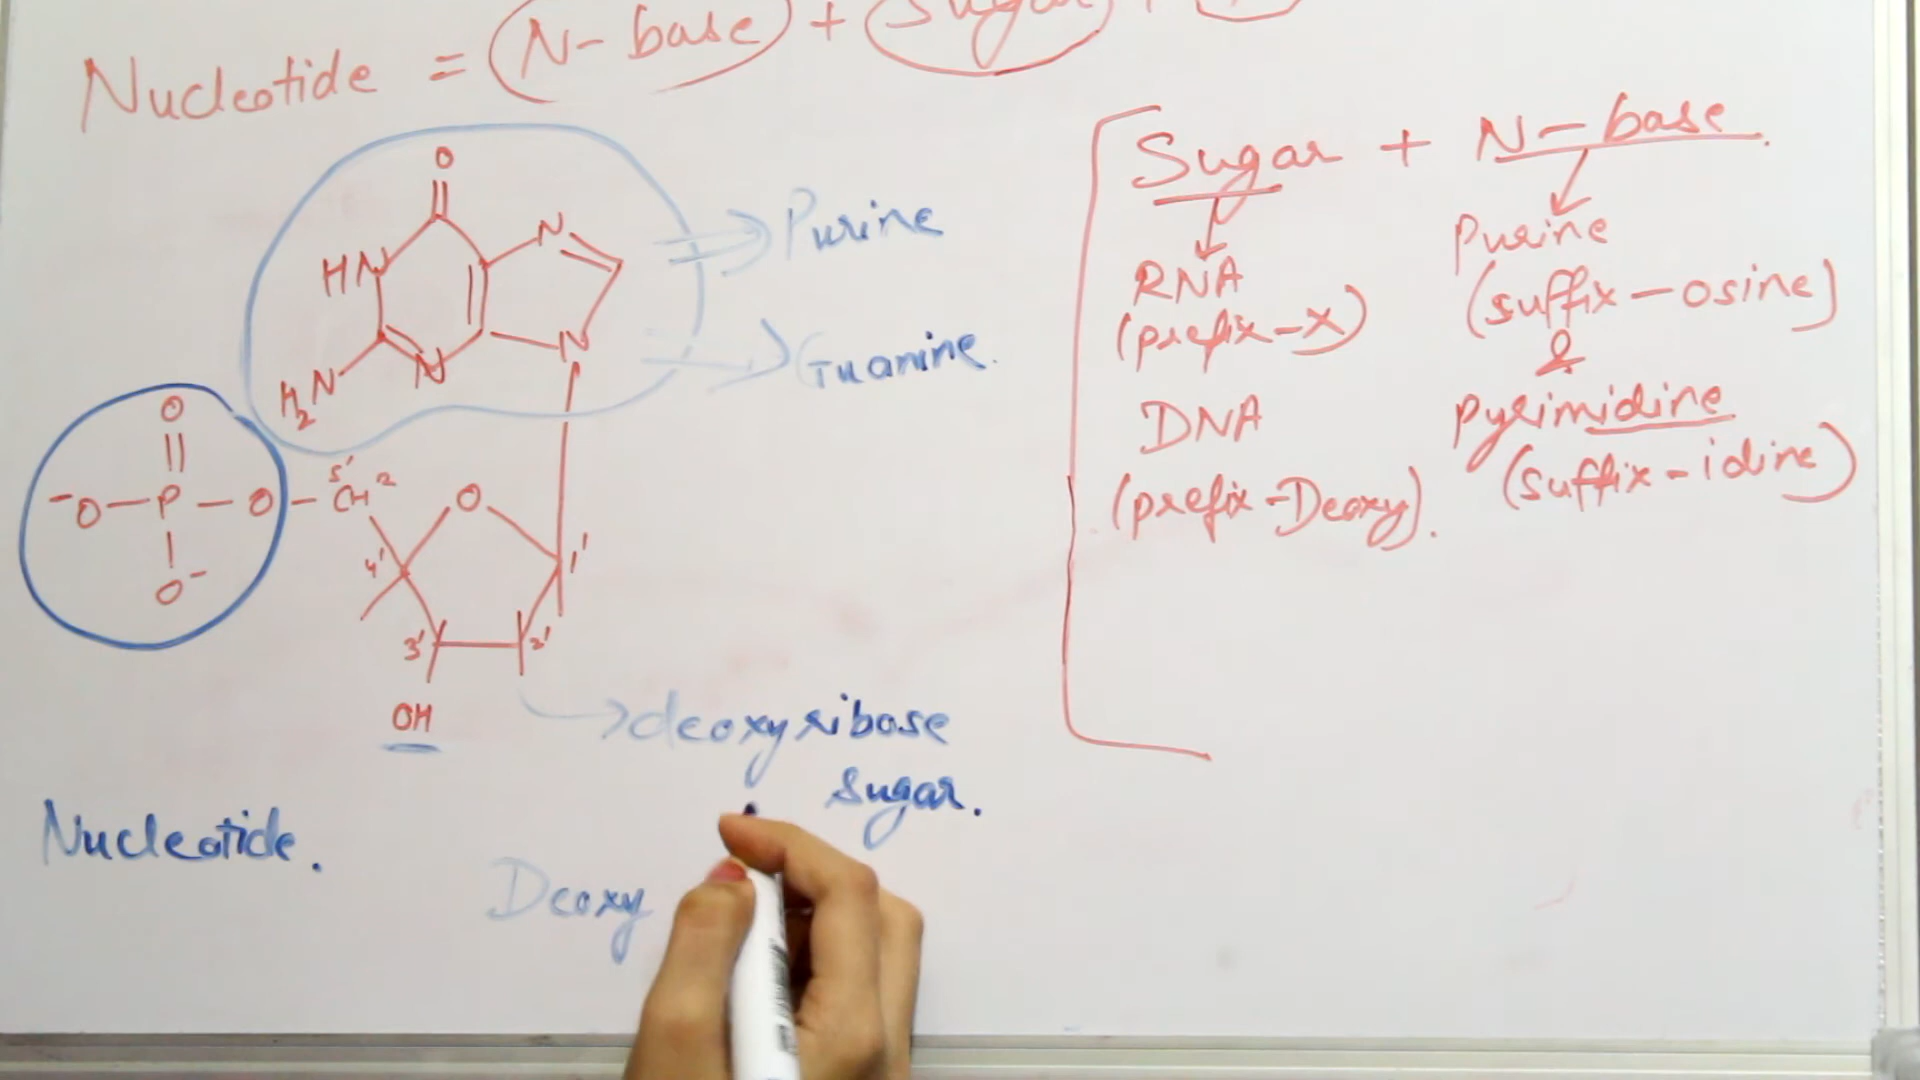 Nucleotide = N-base + Sugar +
O
HN
N
H2N
N
N
Purine
Guanine.
O
-O-P-O-
O-
5'
CH2
O
4'
1'
3'
2'
OH
deoxyribose
sugar.
Nucleotide.
Deoxy
Sugar + N-base.
RNA
(prefix-X)
DNA
(prefix-Deoxy).
Purine
(suffix-osine)
&
Pyrimidine
(suffix-idine)